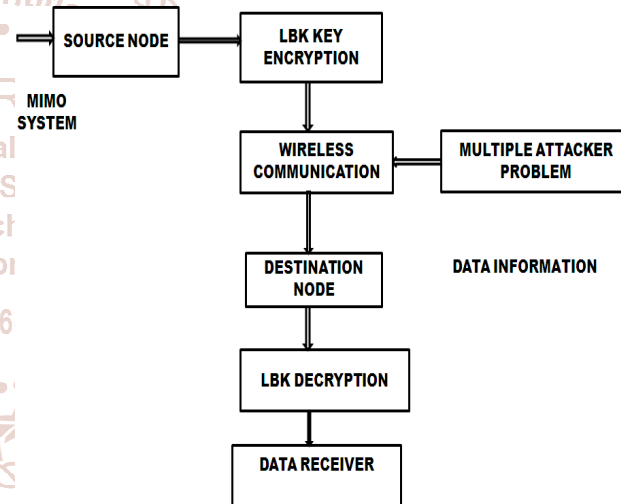 SOURCE NODE
LBK KEY
ENCRYPTION
MIMO
SYSTEM
WIRELESS
COMMUNICATION
MULTIPLE ATTACKER
PROBLEM
DESTINATION
NODE
DATA INFORMATION
LBK DECRYPTION
DATA RECEIVER